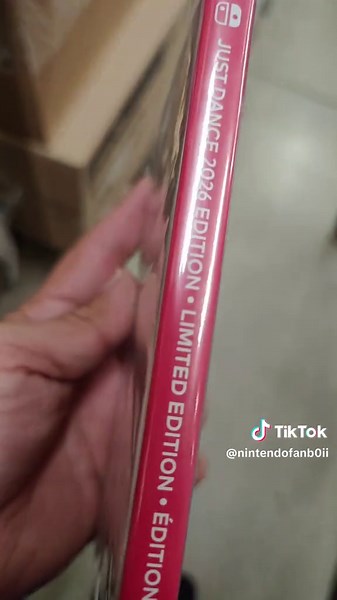 JUST DANCE 2026 EDITION • LIMITED EDITION • ÉDITION
TikTok
@nintendofanb0ii